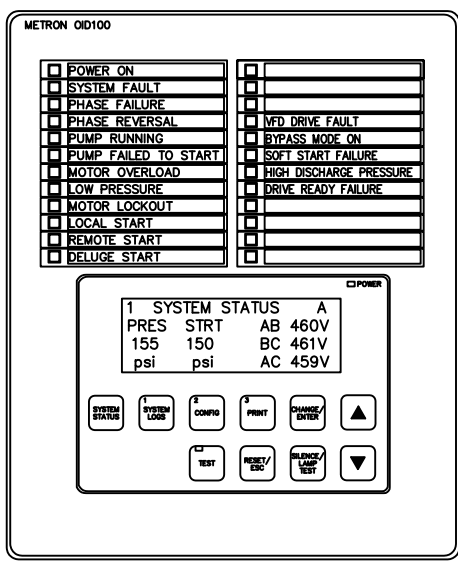 METRON OID100
POWER ON
SYSTEM FAULT
PHASE FAILURE
PHASE REVERSAL
PUMP RUNNING
PUMP FAILED TO START
MOTOR OVERLOAD
LOW PRESSURE
MOTOR LOCKOUT
LOCAL START
REMOTE START
DELUGE START
VFD DRIVE FAULT
BYPASS MODE ON
SOFT START FAILURE
HIGH DISCHARGE PRESSURE
DRIVE READY FAILURE
POWER
1 SYSTEM STATUS A
PRES STRT AB 460V
155 150 BC 461V
psi psi AC 459V
SYSTEM
STATUS
1
SYSTEM
LOGS
2
CONFIG
3
PRINT
CHANGE/
ENTER
TEST
RESET/
ESC
SILENCE/
LAMP
TEST